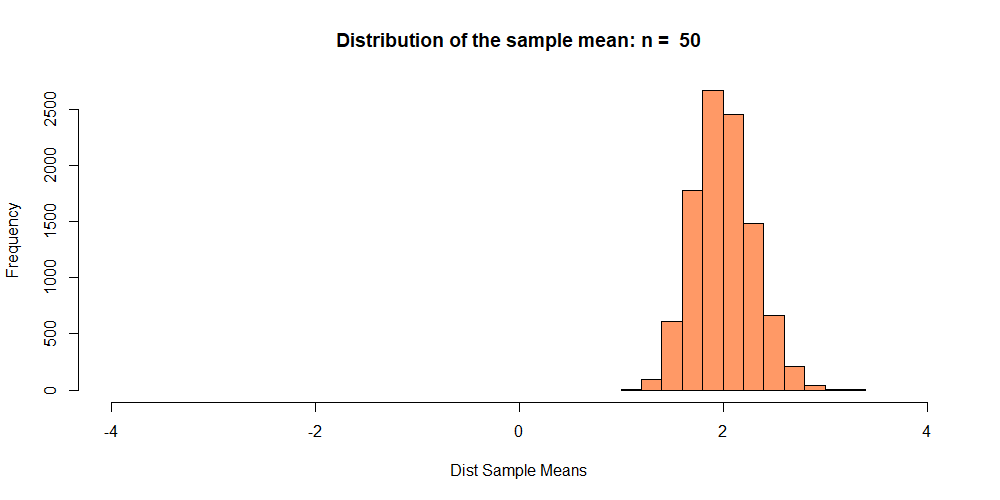 Distribution of the sample mean: n =  50
Frequency
2500
2000
1500
1000
500
0
-4 -2 0 2 4
Dist Sample Means